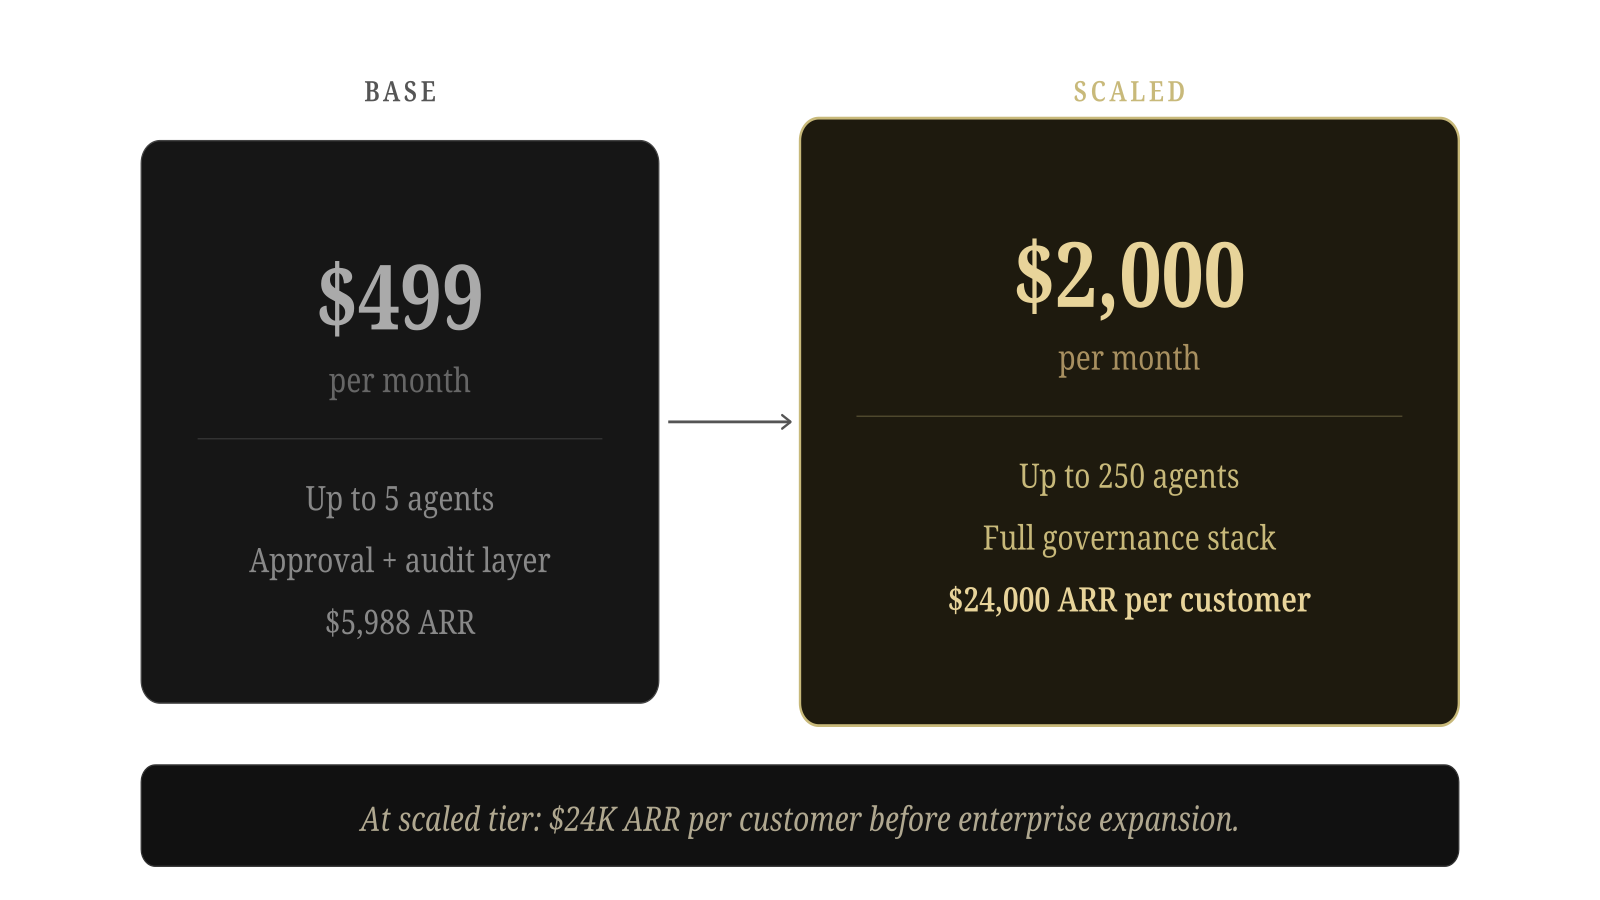 BASE
$499
per month
Up to 5 agents
Approval + audit layer
$5,988 ARR
SCALED
$2,000
per month
Up to 250 agents
Full governance stack
$24,000 ARR per customer
At scaled tier: $24K ARR per customer before enterprise expansion.